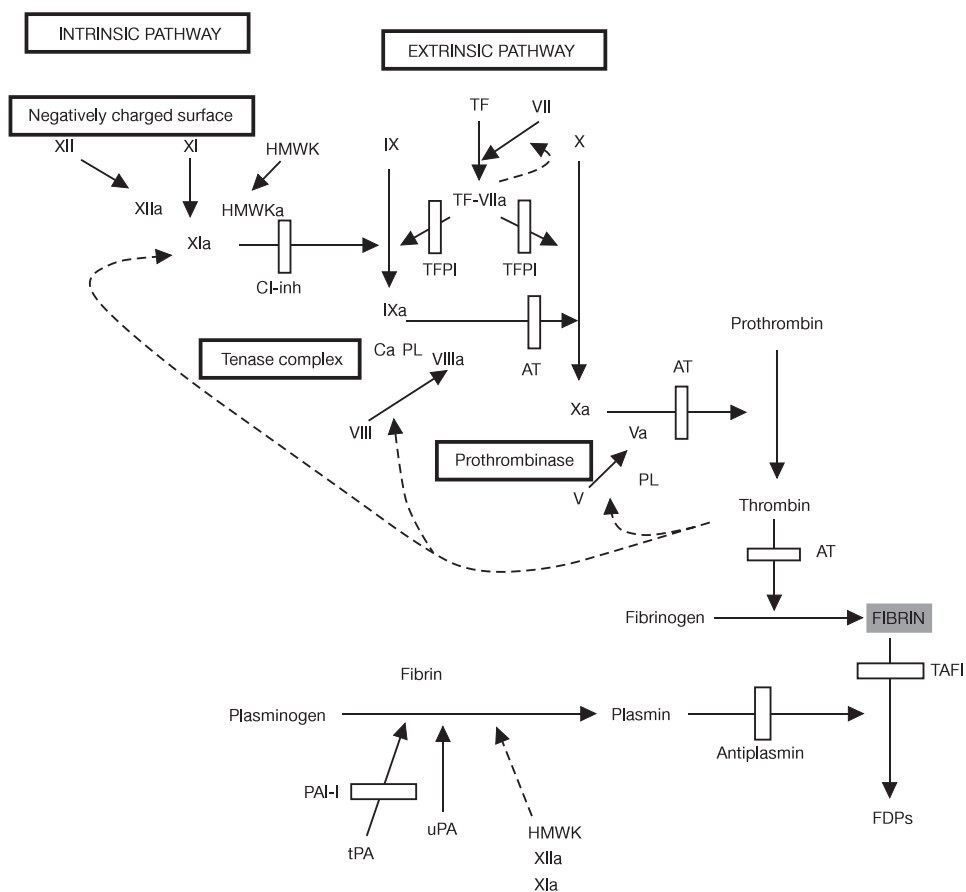 INTRINSIC PATHWAY
EXTRINSIC PATHWAY
Negatively charged surface
TF
VII
XII
XI
HMWK
IX
X
XIIa
HMWKa
TF-VIIa
XIa
CI-inh
TFPI
TFPI
IXa
Prothrombin
Tenase complex
Ca PL
VIIIa
AT
AT
Xa
VIII
Va
Prothrombinase
PL
V
Thrombin
AT
Fibrinogen
FIBRIN
Fibrin
TAFI
Plasminogen
Plasmin
Antiplasmin
PAI-I
uPA
HMWK
FDPs
tPA
XIIa
XIa